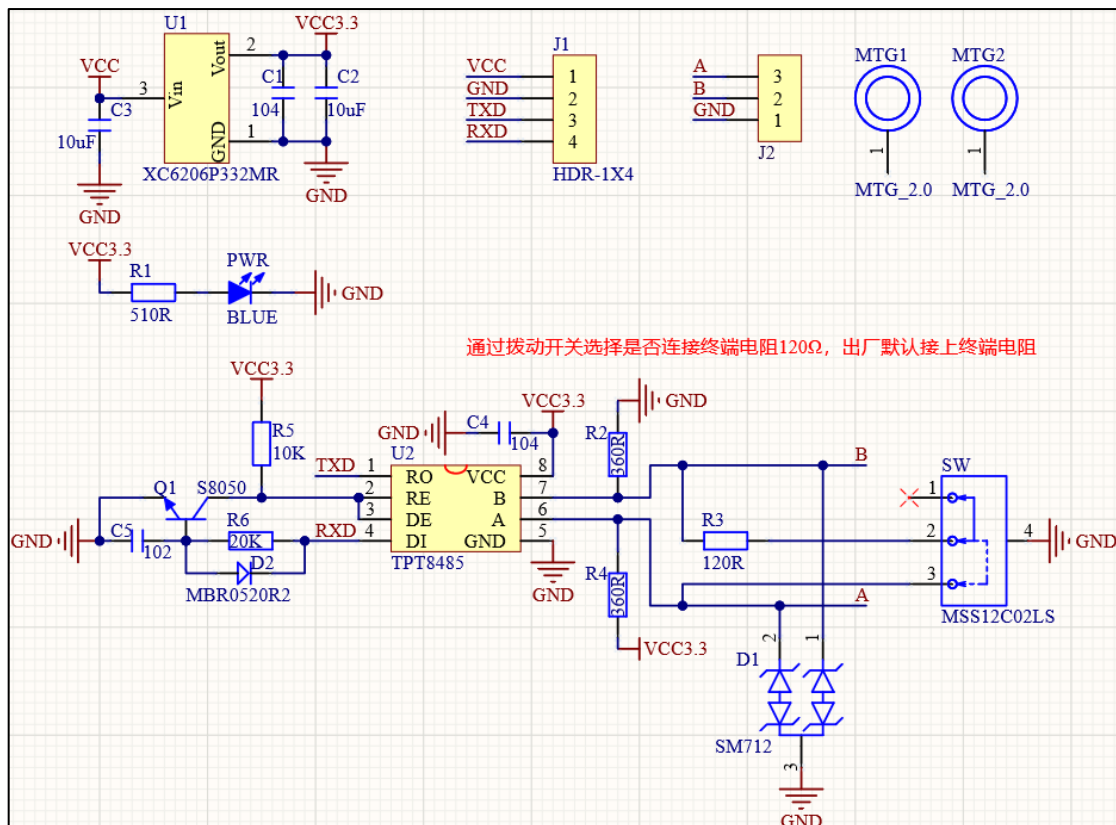 U1
VCC3.3
VCC
Vout
2
C1
C2
3
Vin
C3
104
10uF
10uF
GND
1
XC6206P332MR
GND
GND
J1
VCC
1
GND
2
TXD
3
RXD
4
HDR-1X4
A
3
B
2
GND
1
J2
MTG1
MTG2
1
1
MTG_2.0
MTG_2.0
VCC3.3
R1
PWR
GND
510R
BLUE
通过拨动开关选择是否连接终端电阻120Ω，出厂默认接上终端电阻
VCC3.3
R5
10K
GND
C4
104
VCC3.3
R2
360R
GND
U2
TXD
1
RO
VCC
8
Q1
S8050
2
RE
B
7
3
DE
A
6
GND
C5
102
R6
20K
RXD
4
DI
GND
5
D2
MBR0520R2
TPT8485
GND
B
SW
1
R3
120R
2
4
GND
3
R4
360R
A
MSS12C02LS
VCC3.3
2
1
D1
SM712
3
GND